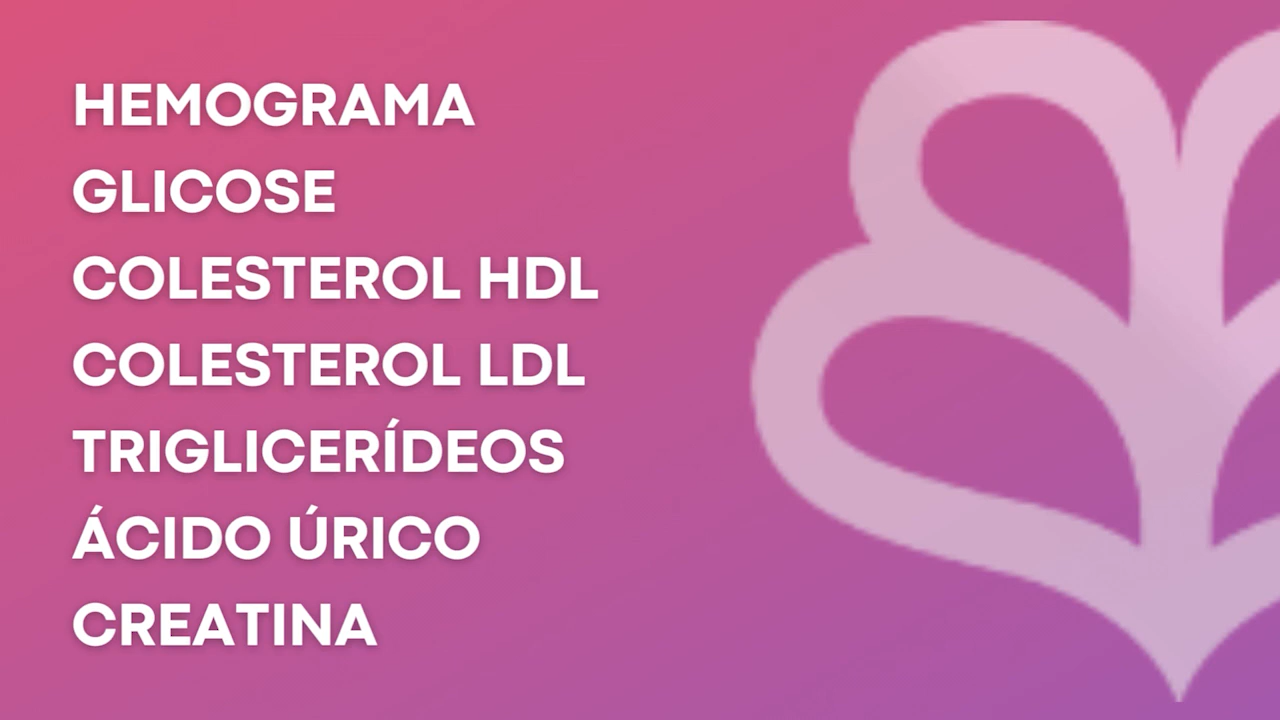 HEMOGRAMA
GLICOSE
COLESTEROL HDL
COLESTEROL LDL
TRIGLICERÍDEOS
ÁCIDO ÚRICO
CREATINA